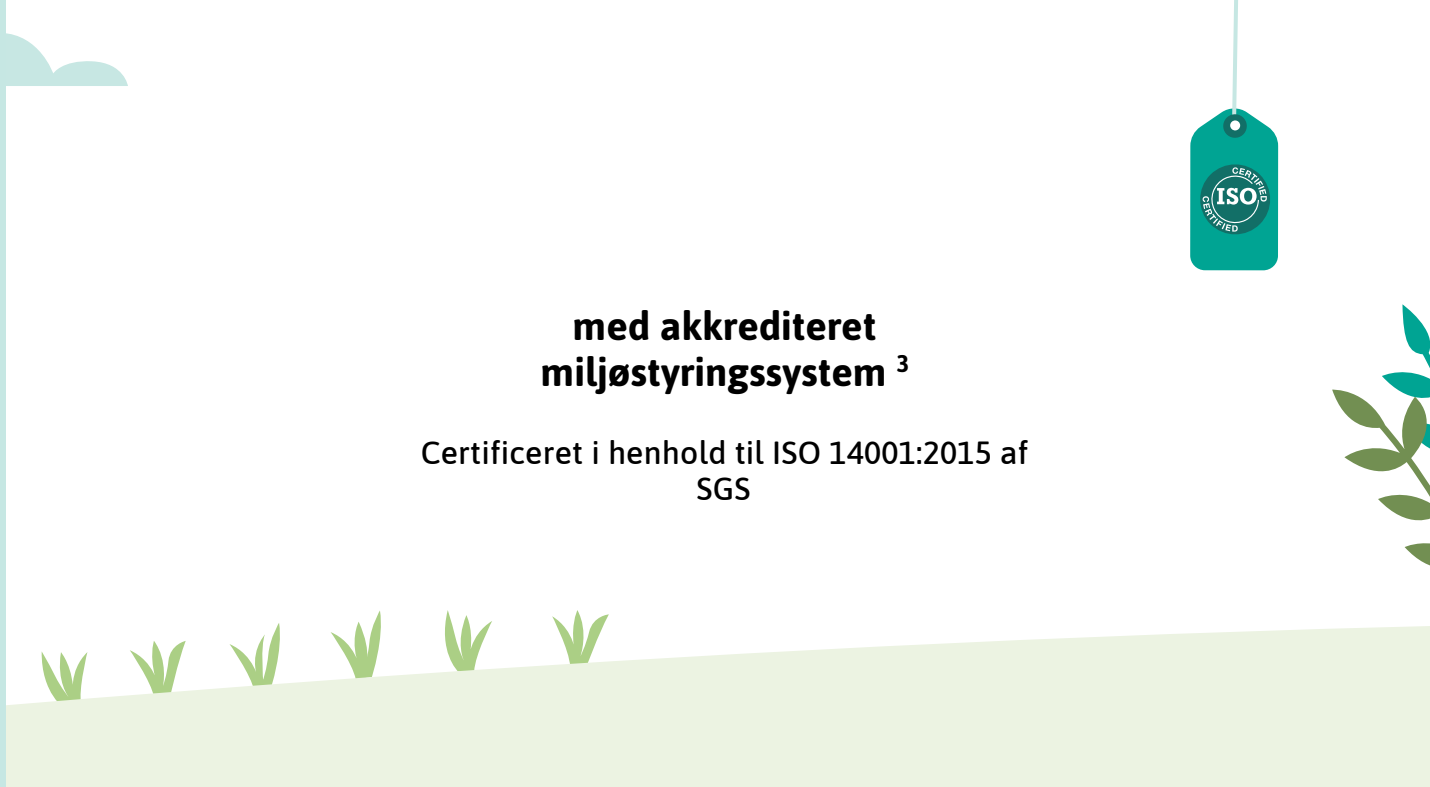 CERTIFIED
ISO
CERTIFIED
med akkrediteret
miljøstyringssystem ³
Certificeret i henhold til ISO 14001:2015 af
SGS